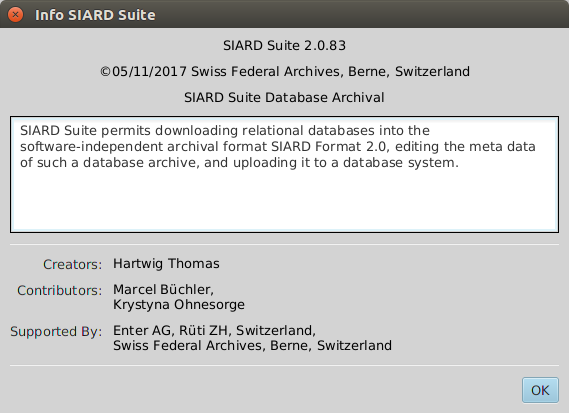 Info SIARD Suite
SIARD Suite 2.0.83
©05/11/2017 Swiss Federal Archives, Berne, Switzerland
SIARD Suite Database Archival
SIARD Suite permits downloading relational databases into the
software-independent archival format SIARD Format 2.0, editing the meta data
of such a database archive, and uploading it to a database system.
Creators: Hartwig Thomas
Contributors: Marcel Büchler,
Krystyna Ohnesorge
Supported By: Enter AG, Rüti ZH, Switzerland,
Swiss Federal Archives, Berne, Switzerland
OK